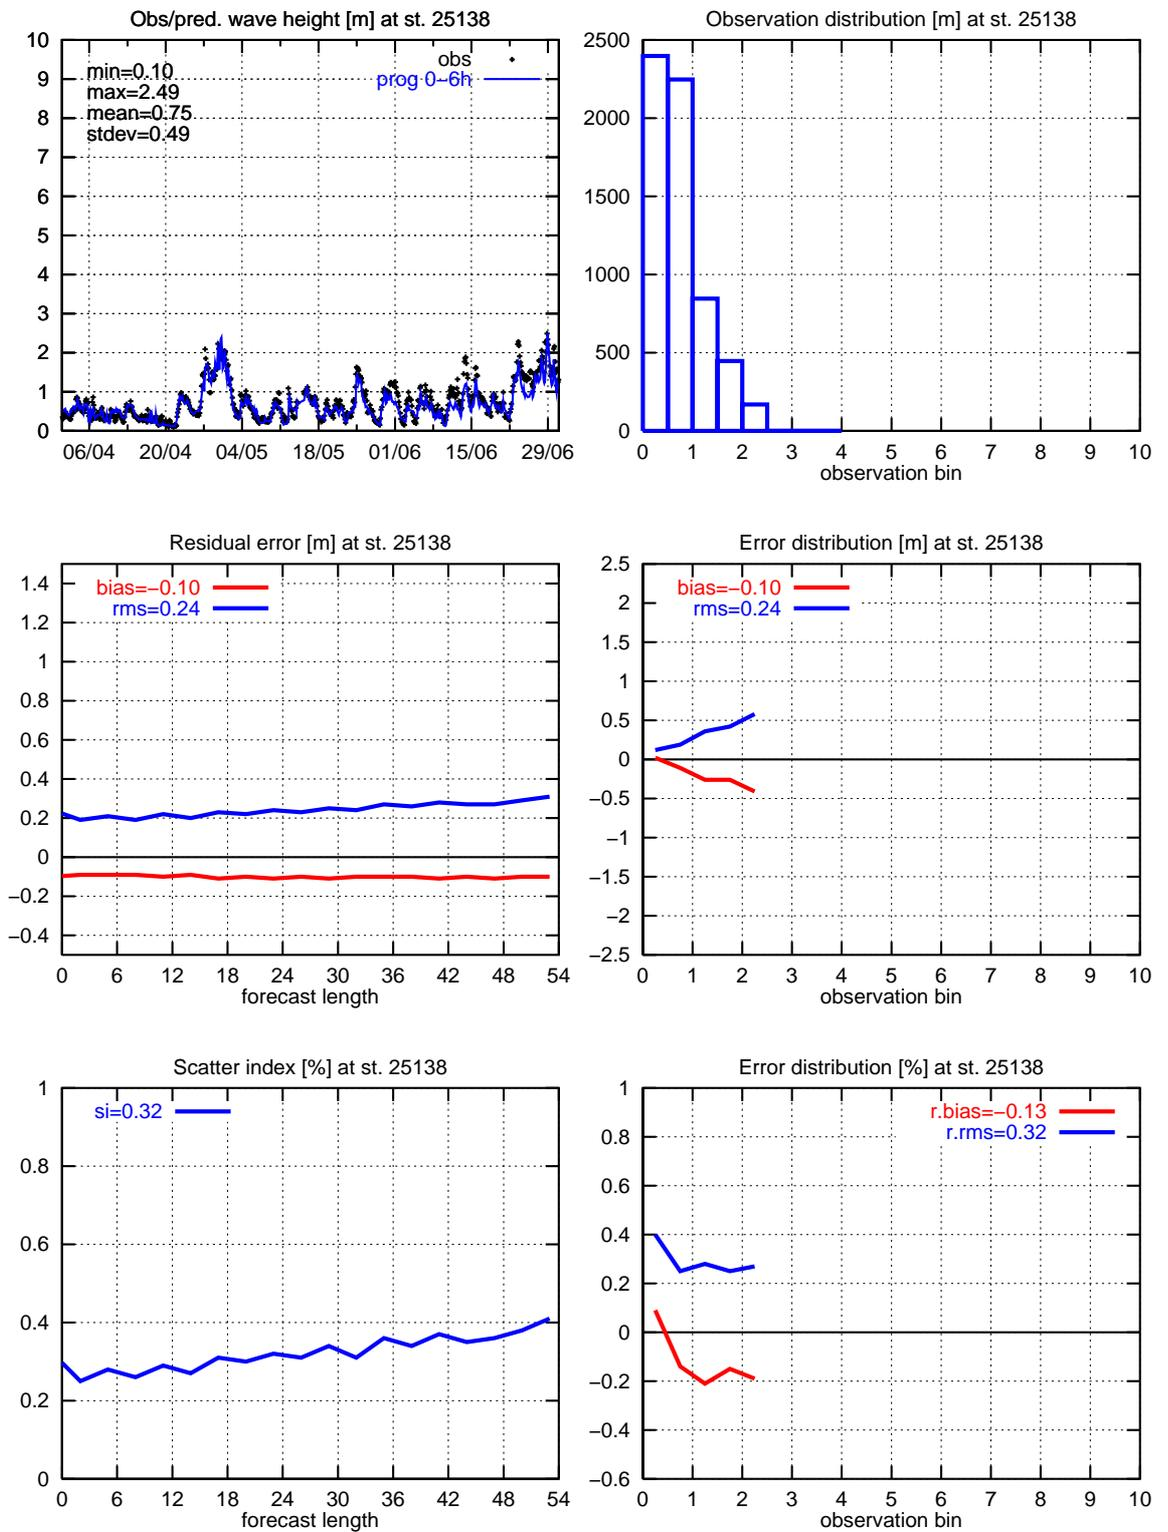 Obs/pred. wave height [m] at st. 25138
10
9
8
7
6
5
4
3
2
1
0
min=0.10
max=2.49
mean=0.75
stdev=0.49
obs
prog 0-6h
06/04 20/04 04/05 18/05 01/06 15/06 29/06
Observation distribution [m] at st. 25138
2500
2000
1500
1000
500
0
0 1 2 3 4 5 6 7 8 9 10
observation bin
Residual error [m] at st. 25138
1.4
1.2
1
0.8
0.6
0.4
0.2
0
−0.2
−0.4
bias=−0.10
rms=0.24
0 6 12 18 24 30 36 42 48 54
forecast length
Error distribution [m] at st. 25138
2.5
2
1.5
1
0.5
0
−0.5
−1
−1.5
−2
−2.5
bias=−0.10
rms=0.24
0 1 2 3 4 5 6 7 8 9 10
observation bin
Scatter index [%] at st. 25138
1
0.8
0.6
0.4
0.2
0
si=0.32
0 6 12 18 24 30 36 42 48 54
forecast length
Error distribution [%] at st. 25138
1
0.8
0.6
0.4
0.2
0
−0.2
−0.4
−0.6
r.bias=−0.13
r.rms=0.32
0 1 2 3 4 5 6 7 8 9 10
observation bin